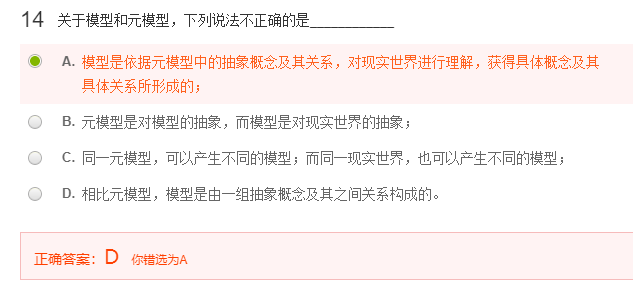 14 关于模型和元模型，下列说法不正确的是____________
A. 模型是依据元模型中的抽象概念及其关系，对现实世界进行理解，获得具体概念及其
具体关系所形成的；
B. 元模型是对模型的抽象，而模型是对现实世界的抽象；
C. 同一元模型，可以产生不同的模型；而同一现实世界，也可以产生不同的模型；
D. 相比元模型，模型是由一组抽象概念及其之间关系构成的。
正确答案：D 你错选为A